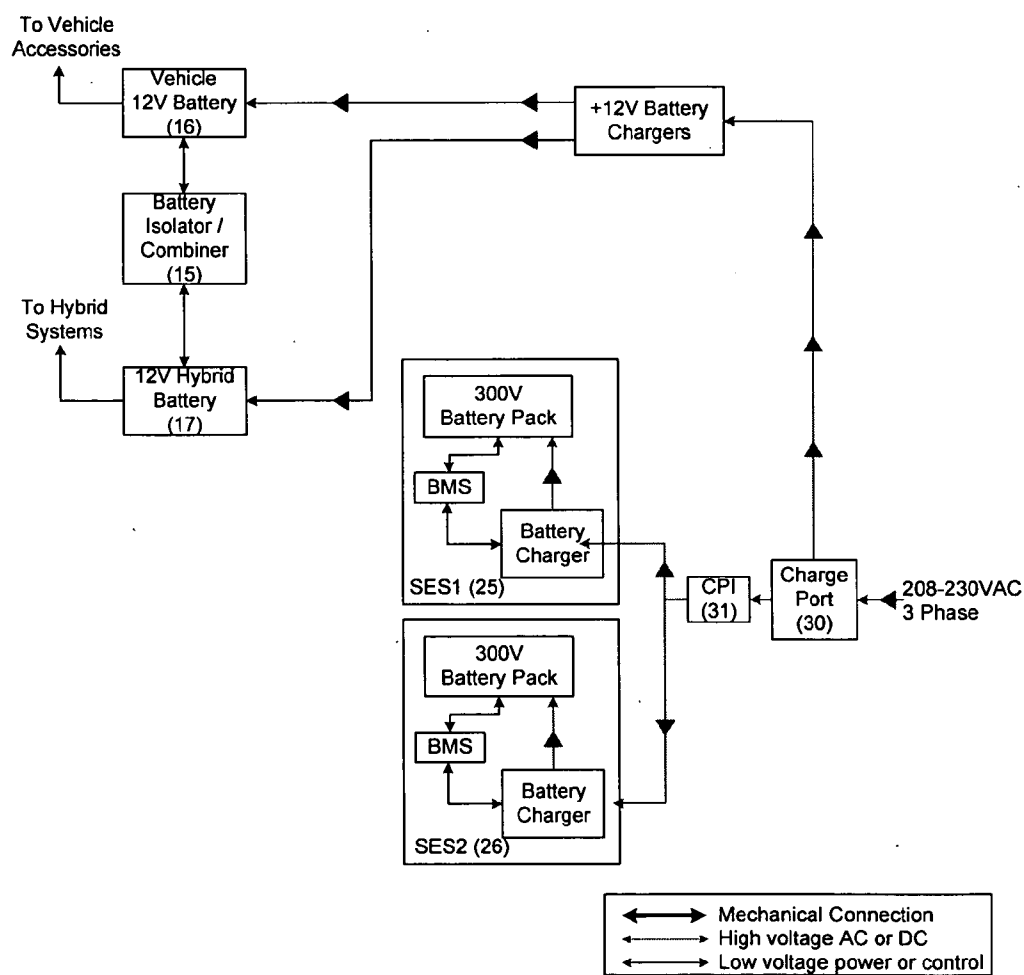 To Vehicle
Accessories
Vehicle
12V Battery
(16)
+12V Battery
Chargers
Battery
Isolator /
Combiner
(15)
To Hybrid
Systems
12V Hybrid
Battery
(17)
300V
Battery Pack
BMS
Battery
Charger
SES1 (25)
CPI
(31)
Charge
Port
(30)
208-230VAC
3 Phase
300V
Battery Pack
BMS
Battery
Charger
SES2 (26)
Mechanical Connection
High voltage AC or DC
Low voltage power or control